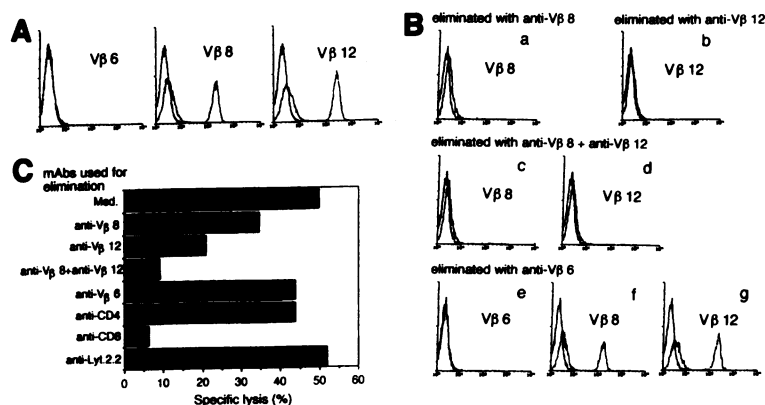 A
Vβ 6
Vβ 8
Vβ 12
B
eliminated with anti-Vβ 8
a
Vβ 8
eliminated with anti-Vβ 12
b
Vβ 12
eliminated with anti-Vβ 8 + anti-Vβ 12
c
Vβ 8
d
Vβ 12
eliminated with anti-Vβ 6
e
Vβ 6
f
Vβ 8
g
Vβ 12
C
mAbs used for
elimination
Med.
anti-Vβ 8
anti-Vβ 12
anti-Vβ 8+anti-Vβ 12
anti-Vβ 6
anti-CD4
anti-CD8
anti-Lyt.2.2
0 10 20 30 40 50 60
Specific lysis (%)